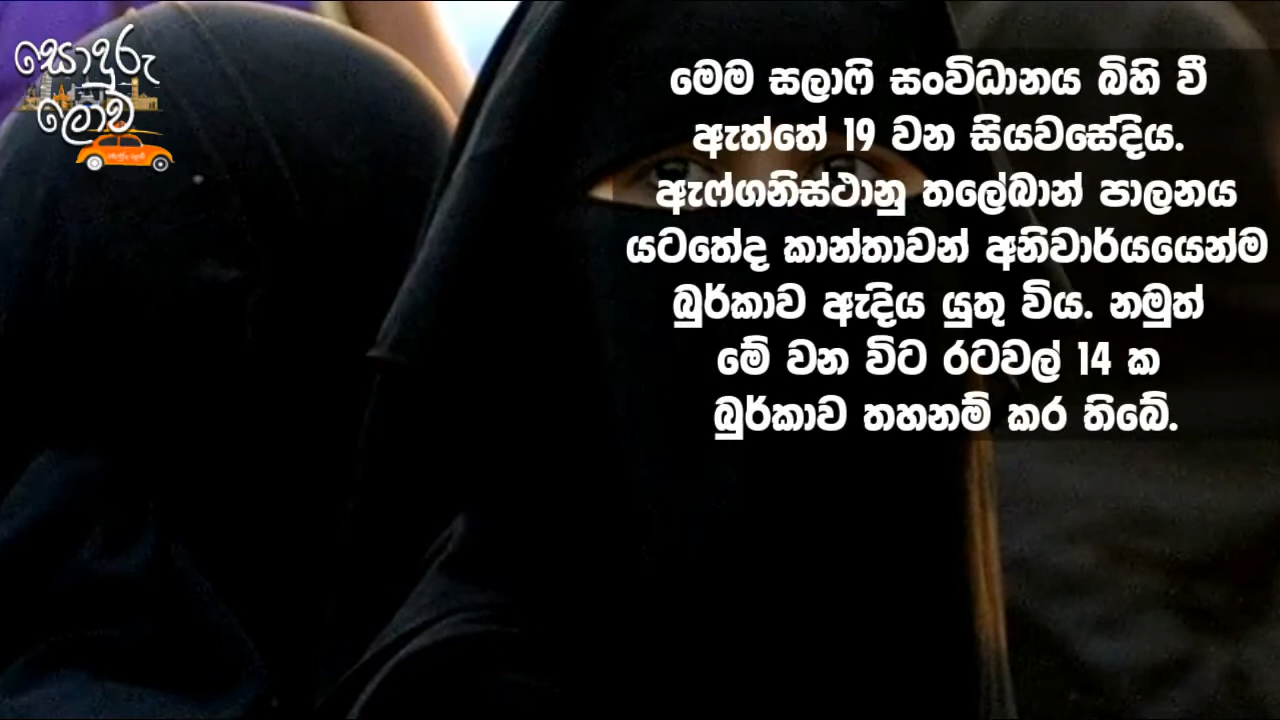 සොඳුරු
ලොව
මෙම සලාෆි සංවිධානය බිහි වී
ඇත්තේ 19 වන සියවසේදිය.
ඇෆ්ගනිස්ථානු තලේබාන් පාලනය
යටතේද කාන්තාවන් අනිවාර්යයෙන්ම
බුර්කාව ඇදිය යුතු විය. නමුත්
මේ වන විට රටවල් 14 ක
බුර්කාව තහනම් කර තිබේ.